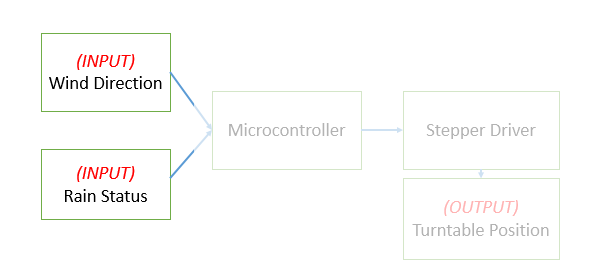 (INPUT)
Wind Direction
Microcontroller
Stepper Driver
(INPUT)
Rain Status
(OUTPUT)
Turntable Position